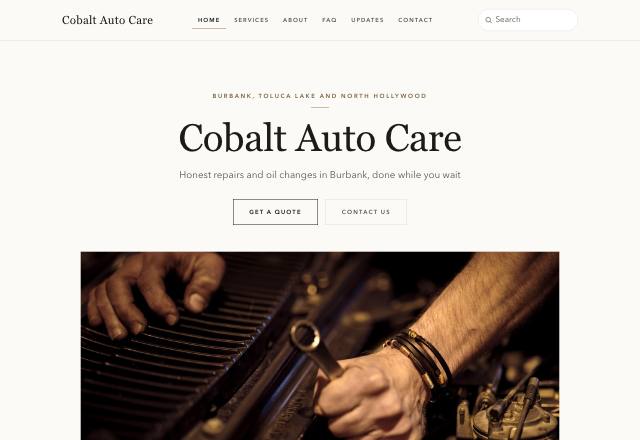 Cobalt Auto Care
HOME SERVICES ABOUT FAQ UPDATES CONTACT
Search
BURBANK, TOLUCA LAKE AND NORTH HOLLYWOOD
Cobalt Auto Care
Honest repairs and oil changes in Burbank, done while you wait
GET A QUOTE
CONTACT US